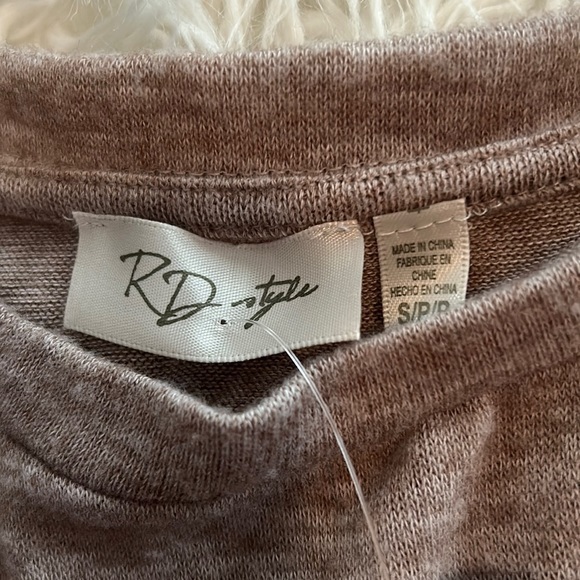 RD style
MADE IN CHINA
FABRIQUE EN
CHINE
HECHO EN CHINA
S/P/P